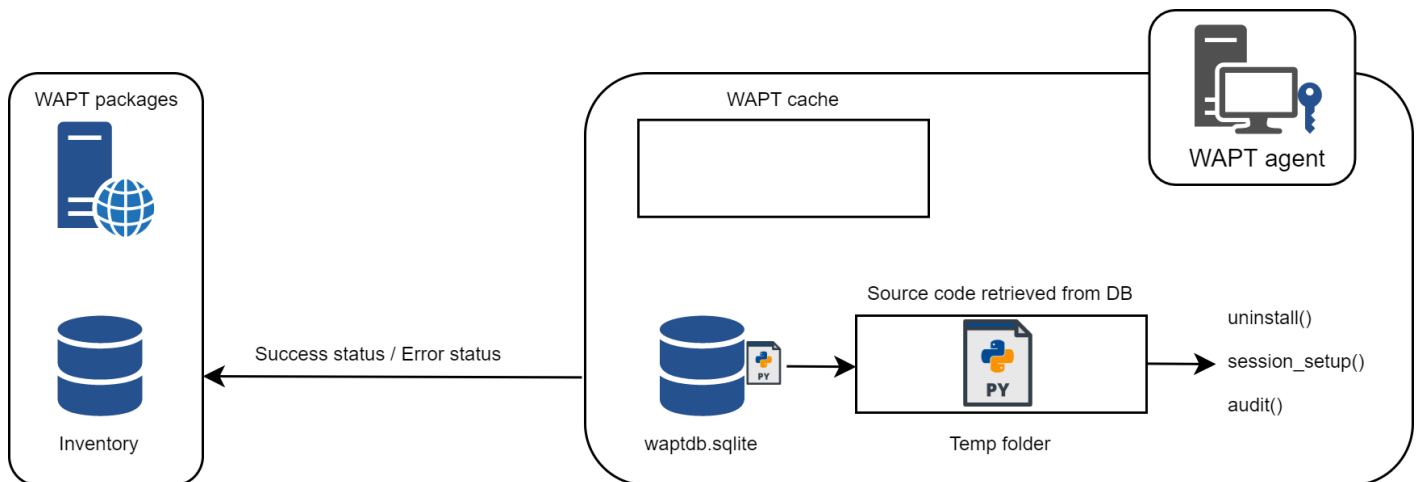 WAPT packages
WAPT cache
WAPT agent
Source code retrieved from DB
uninstall()
Success status / Error status
session_setup()
PY
PY
audit()
Inventory
waptdb.sqlite
Temp folder